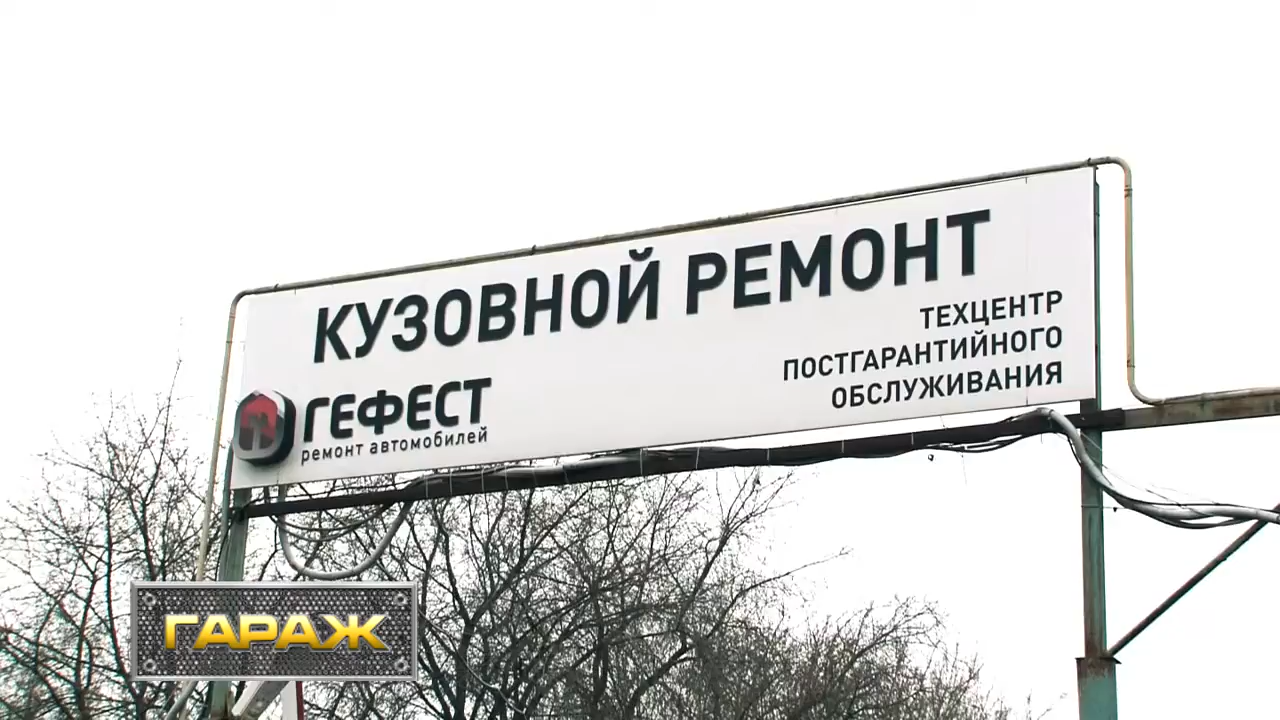 КУЗОВНОЙ РЕМОНТ
ТЕХЦЕНТР
ПОСТГАРАНТИЙНОГО
ОБСЛУЖИВАНИЯ
ГЕФЕСТ
ремонт автомобилей
ГАРАЖ